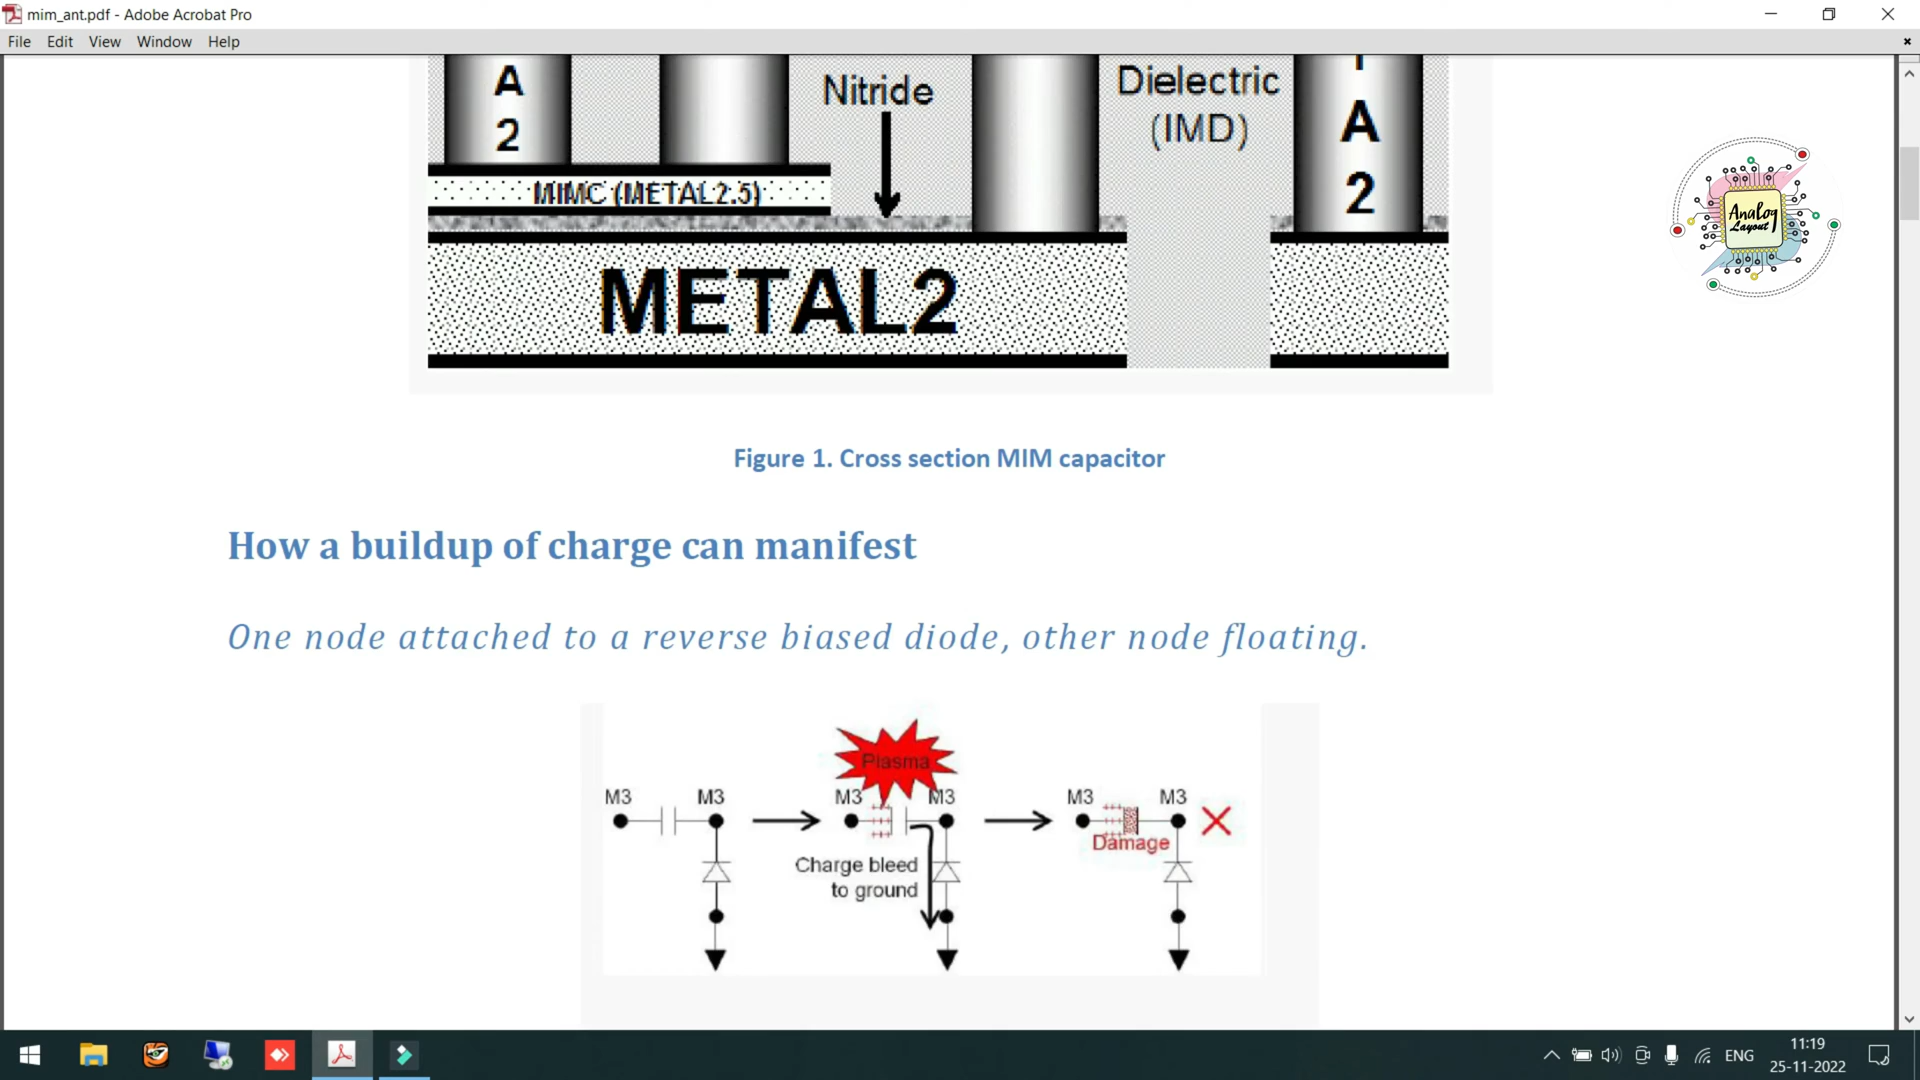 mim_ant.pdf - Adobe Acrobat Pro
File Edit View Window Help
A
2
Nitride
Dielectric
(IMD)
A
2
MIMC (METAL2.5)
METAL2
Analog
Layout
Figure 1. Cross section MIM capacitor
How a buildup of charge can manifest
One node attached to a reverse biased diode, other node floating.
Plasma
M3 M3 M3 M3 M3 M3
Damage
Charge bleed
to ground
ENG
11:19
25-11-2022